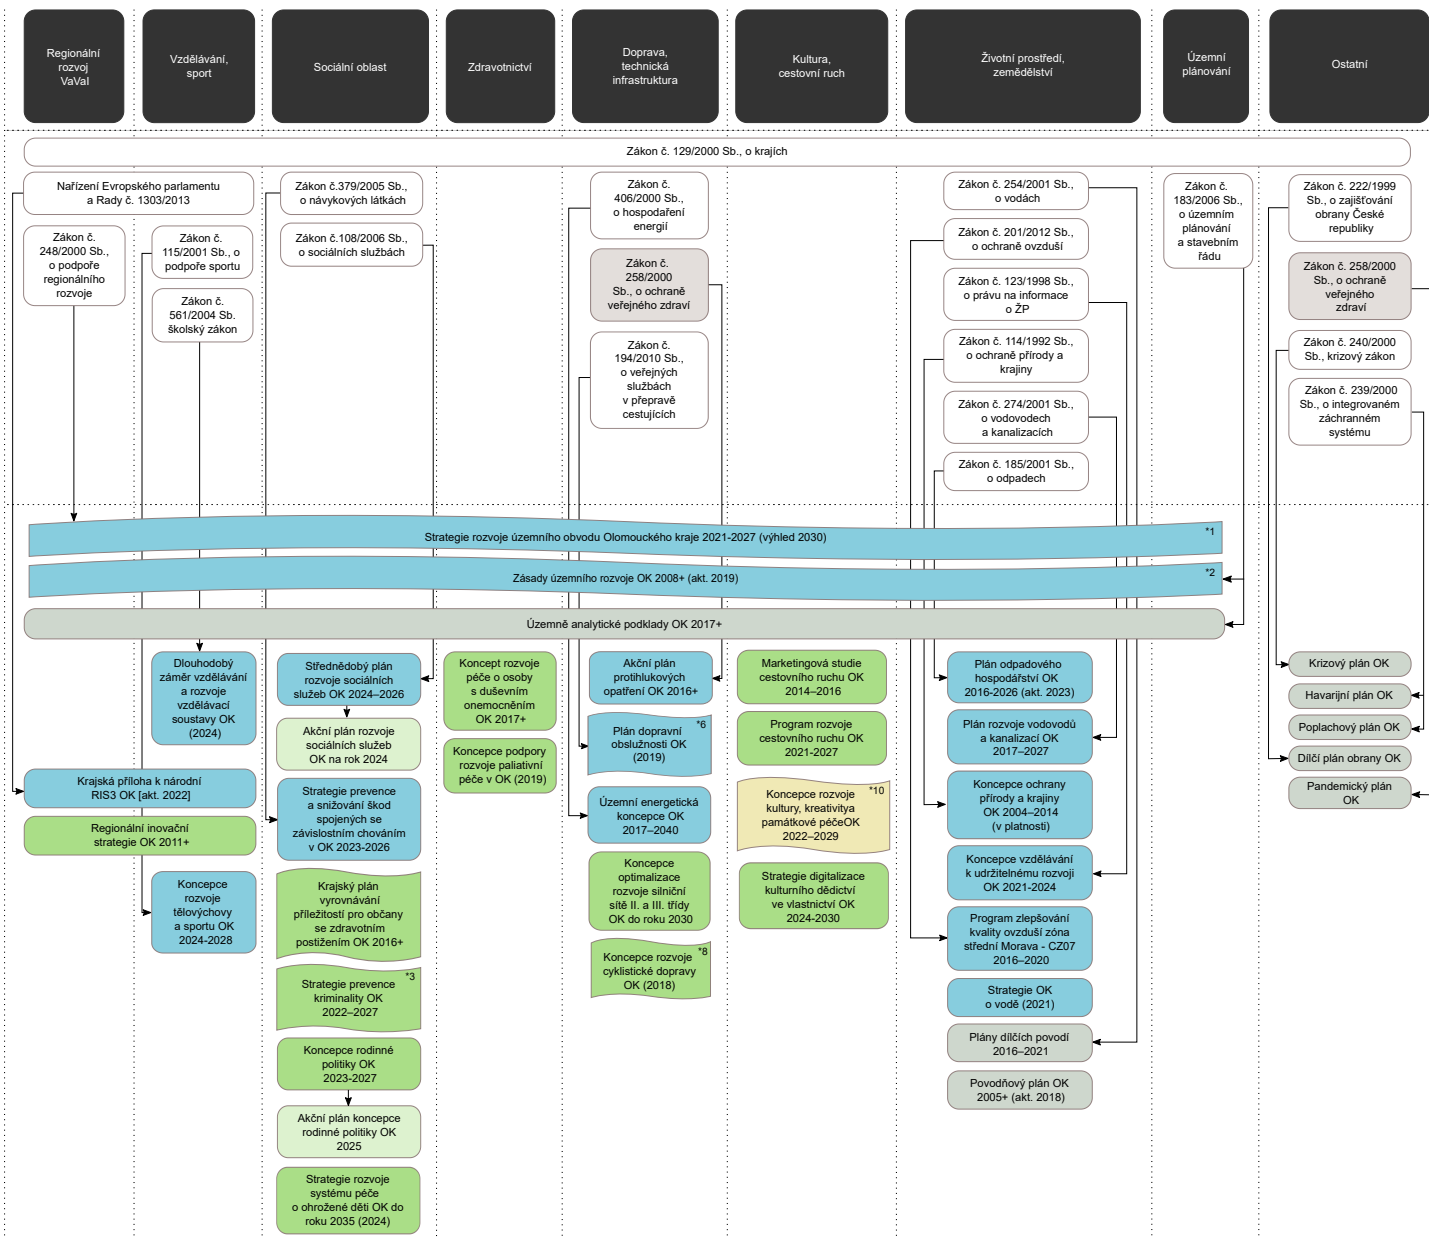 Regionální
rozvoj
VaVaI
Vzdělávání,
sport
Sociální oblast
Zdravotnictví
Doprava,
technická
infrastruktura
Kultura,
cestovní ruch
Životní prostředí,
zemědělství
Územní
plánování
Ostatní
Zákon č. 129/2000 Sb., o krajích
Nařízení Evropského parlamentu
a Rady č. 1303/2013
Zákon č.
248/2000 Sb.,
o podpoře
regionálního
rozvoje
Zákon č.
115/2001 Sb., o
podpoře sportu
Zákon č.
561/2004 Sb.
školský zákon
Zákon č.379/2005 Sb.,
o návykových látkách
Zákon č.108/2006 Sb.,
o sociálních službách
Zákon č.
406/2000 Sb.,
o hospodaření
energií
Zákon č.
258/2000
Sb., o ochraně
veřejného zdraví
Zákon č.
194/2010 Sb.,
o veřejných
službách
v přepravě
cestujících
Zákon č. 254/2001 Sb.,
o vodách
Zákon č. 201/2012 Sb.,
o ochraně ovzduší
Zákon č. 123/1998 Sb.,
o právu na informace
o ŽP
Zákon č. 114/1992 Sb.,
o ochraně přírody a
krajiny
Zákon č. 274/2001 Sb.,
o vodovodech
a kanalizacích
Zákon č. 185/2001 Sb.,
o odpadech
Zákon č.
183/2006 Sb.,
o územním
plánování
a stavebním
řádu
Zákon č. 222/1999
Sb., o zajišťování
obrany České
republiky
Zákon č. 258/2000
Sb., o ochraně
veřejného
zdraví
Zákon č. 240/2000
Sb., krizový zákon
Zákon č. 239/2000
Sb., o integrovaném
záchranném
systému
Strategie rozvoje územního obvodu Olomouckého kraje 2021-2027 (výhled 2030)
*1
Zásady územního rozvoje OK 2008+ (akt. 2019)
*2
Územně analytické podklady OK 2017+
Dlouhodobý
záměr vzdělávání
a rozvoje
vzdělávací
soustavy OK
(2024)
Krajská příloha k národní
RIS3 OK [akt. 2022]
Regionální inovační
strategie OK 2011+
Koncepce
rozvoje
tělovýchovy
a sportu OK
2024-2028
Střednědobý plán
rozvoje sociálních
služeb OK 2024–2026
Akční plán rozvoje
sociálních služeb
OK na rok 2024
Strategie prevence
a snižování škod
spojených se
závislostním chováním
v OK 2023-2026
Krajský plán
vyrovnávání
příležitostí pro občany
se zdravotním
postižením OK 2016+
*3
Strategie prevence
kriminality OK
2022–2027
Koncepce rodinné
politiky OK
2023-2027
Akční plán koncepce
rodinné politiky OK
2025
Strategie rozvoje
systému péče
o ohrožené děti OK do
roku 2035 (2024)
Koncept rozvoje
péče o osoby
s duševním
onemocněním
OK 2017+
Koncepce podpory
rozvoje paliativní
péče v OK (2019)
Akční plán
protihlukových
opatření OK 2016+
*6
Plán dopravní
obslužnosti OK
(2019)
Územní energetická
koncepce OK
2017–2040
Koncepce
optimalizace
rozvoje silniční
sítě II. a III. třídy
OK do roku 2030
*8
Koncepce rozvoje
cyklistické dopravy
OK (2018)
Marketingová studie
cestovního ruchu OK
2014–2016
Program rozvoje
cestovního ruchu OK
2021-2027
*10
Koncepce rozvoje
kultury, kreativitya
památkové péčeOK
2022–2029
Strategie digitalizace
kulturního dědictví
ve vlastnictví OK
2024-2030
Plán odpadového
hospodářství OK
2016-2026 (akt. 2023)
Plán rozvoje vodovodů
a kanalizací OK
2017–2027
Koncepce ochrany
přírody a krajiny
OK 2004–2014
(v platnosti)
Koncepce vzdělávání
k udržitelnému rozvoji
OK 2021-2024
Program zlepšování
kvality ovzduší zóna
střední Morava - CZ07
2016–2020
Strategie OK
o vodě (2021)
Plány dílčích povodí
2016–2021
Povodňový plán OK
2005+ (akt. 2018)
Krizový plán OK
Havarijní plán OK
Poplachový plán OK
Dílčí plán obrany OK
Pandemický plán
OK